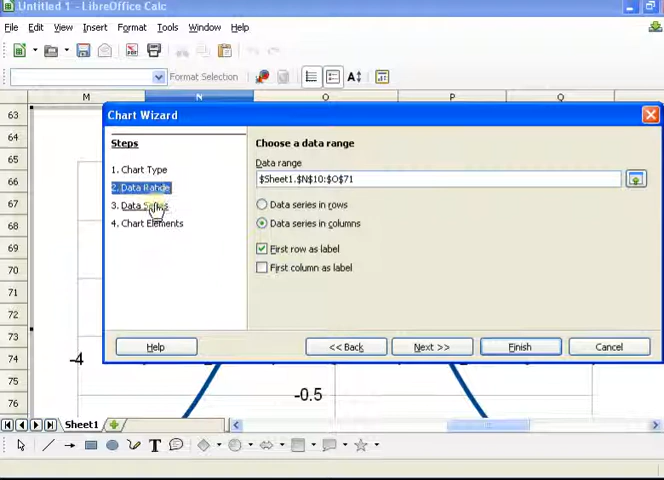 Untitled 1 - LibreOffice Calc
File Edit View Insert Format Tools Window Help
Format Selection
M N O P Q
63
64
65
66
67
68
69
70
71
72
73
74
75
76
Chart Wizard
Steps
1. Chart Type
2. Data Range
3. Data Series
4. Chart Elements
Choose a data range
Data range
$Sheet1.$N$10:$O$71
Data series in rows
Data series in columns
First row as label
First column as label
Help
<< Back
Next >>
Finish
Cancel
-4
-0.5
Sheet1